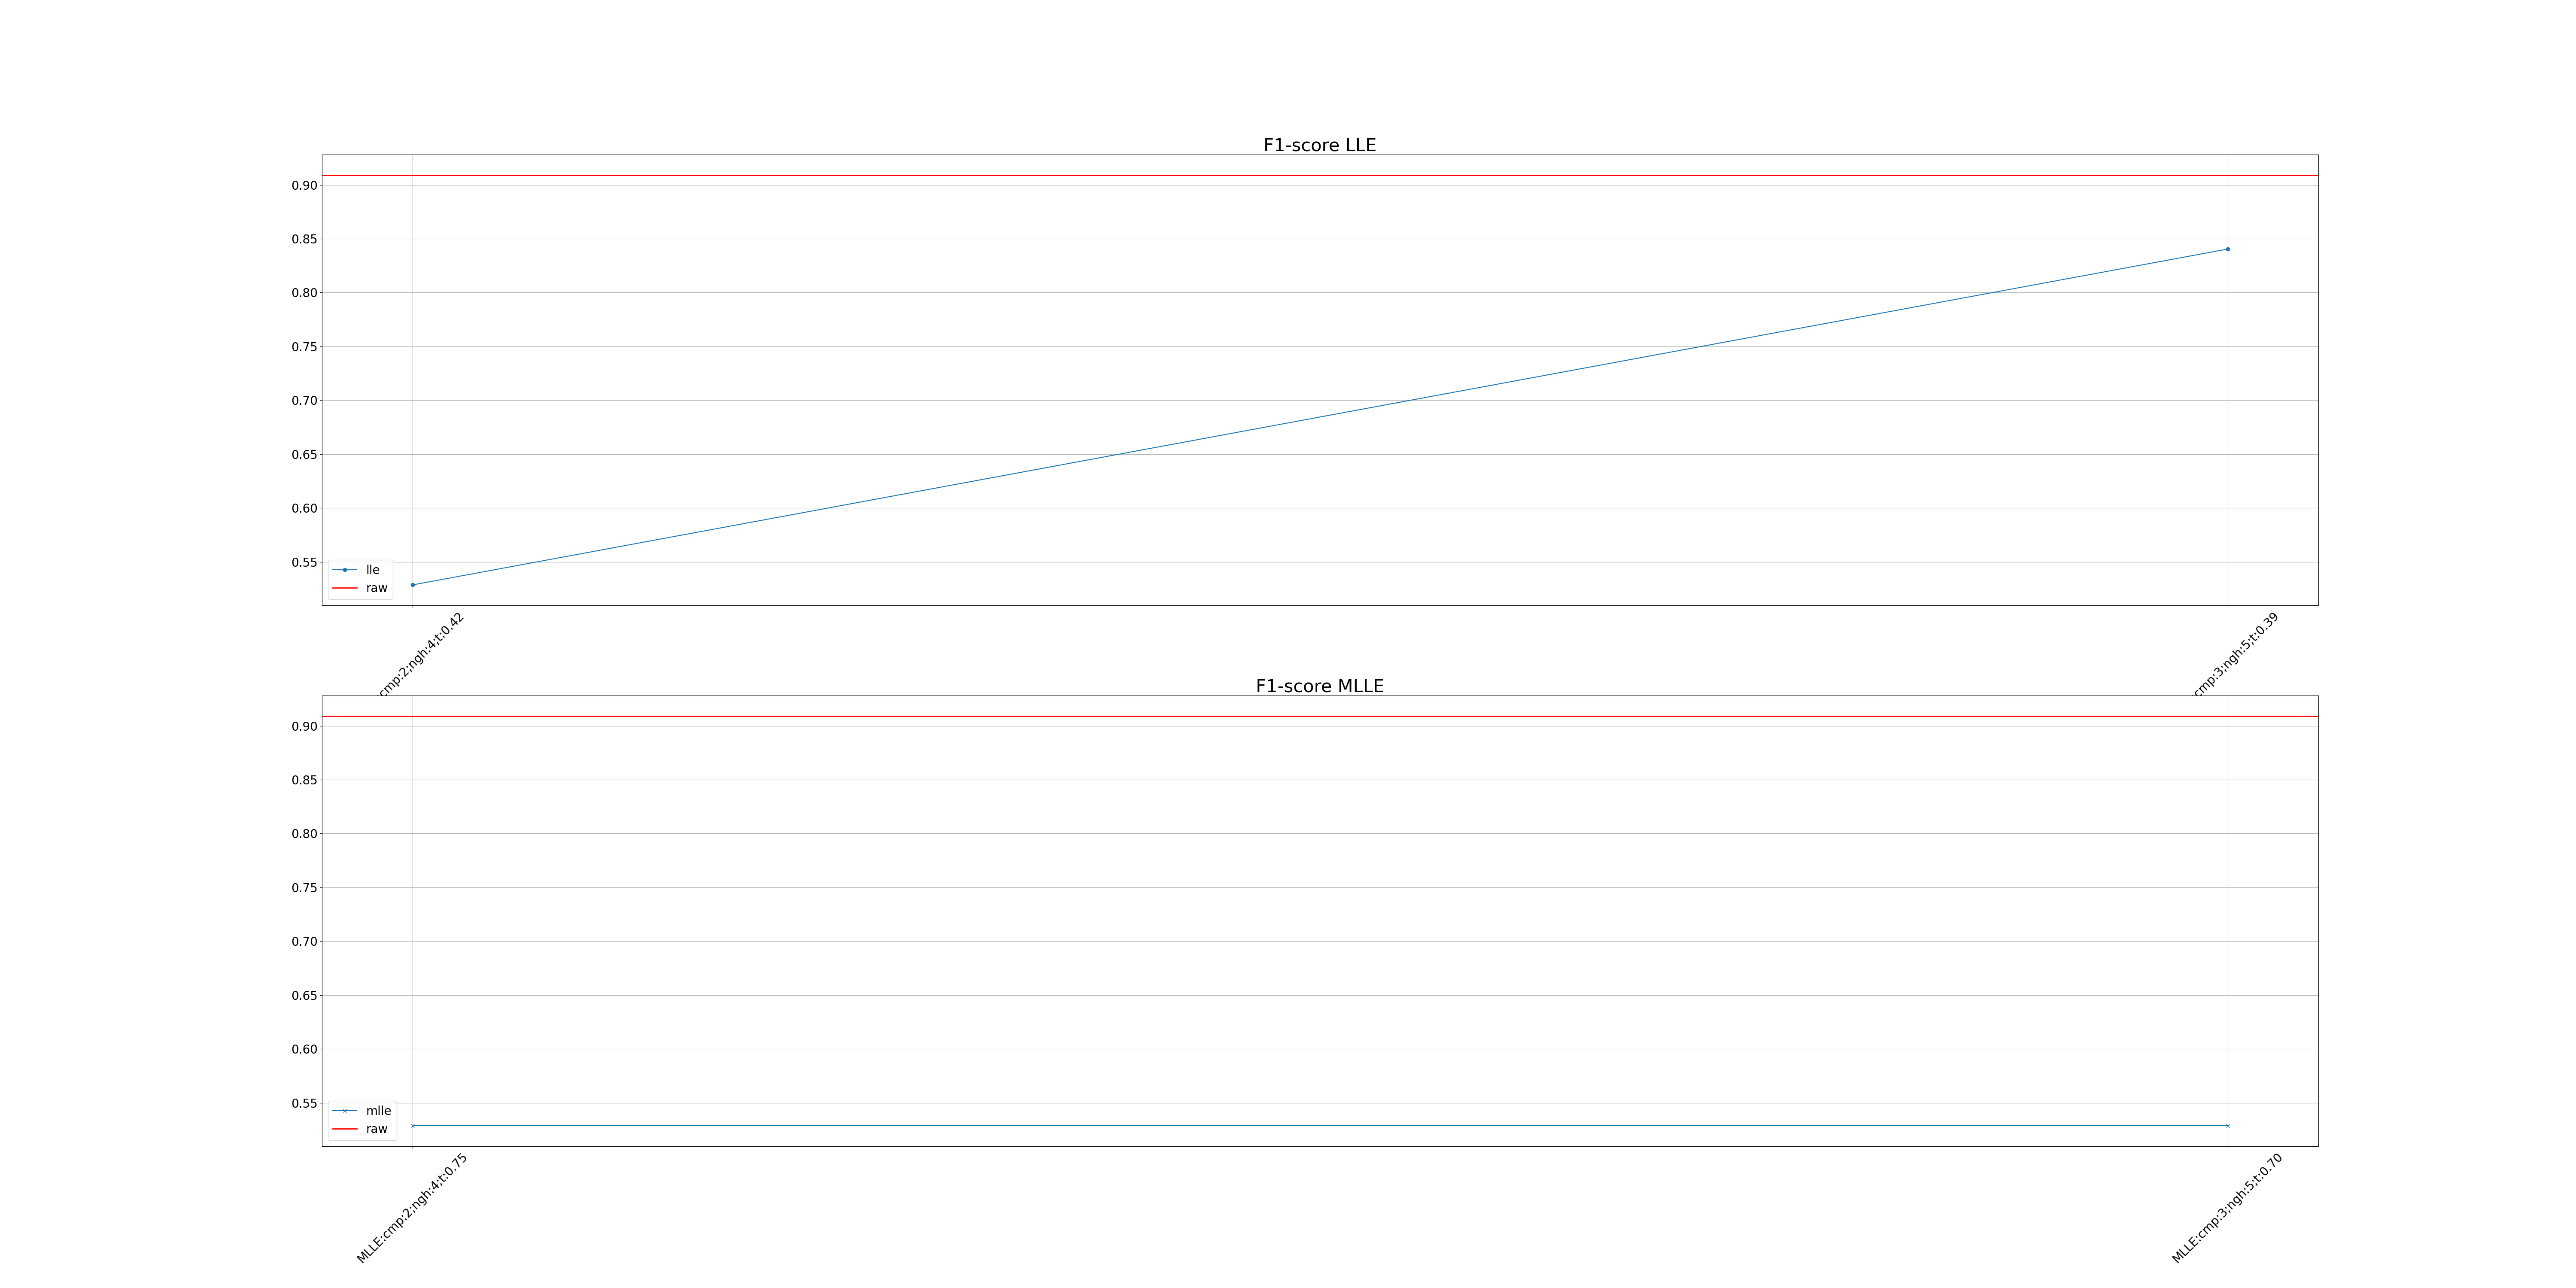 F1-score LLE
0.90
0.85
0.80
0.75
0.70
0.65
0.60
0.55
lle
raw
cmp:2;ngh:4;t:0.42
cmp:3;ngh:5;t:0.39
F1-score MLLE
0.90
0.85
0.80
0.75
0.70
0.65
0.60
0.55
mlle
raw
MLLE:cmp:2;ngh:4;t:0.75
MLLE:cmp:3;ngh:5;t:0.70